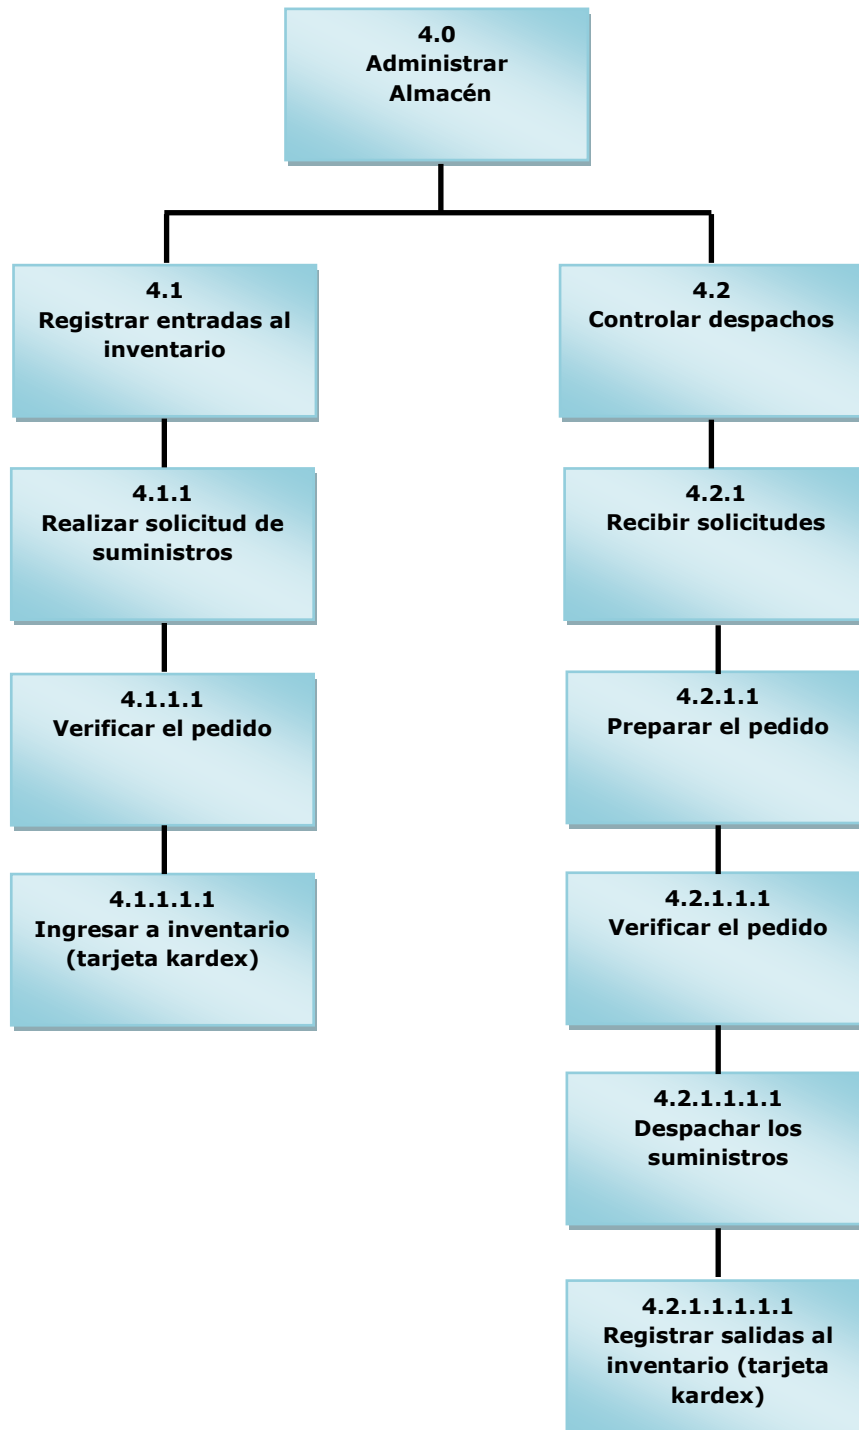 4.0
Administrar
Almacén
4.1
Registrar entradas al
inventario
4.2
Controlar despachos
4.1.1
Realizar solicitud de
suministros
4.2.1
Recibir solicitudes
4.1.1.1
Verificar el pedido
4.2.1.1
Preparar el pedido
4.1.1.1.1
Ingresar a inventario
(tarjeta kardex)
4.2.1.1.1
Verificar el pedido
4.2.1.1.1.1
Despachar los
suministros
4.2.1.1.1.1.1
Registrar salidas al
inventario (tarjeta
kardex)